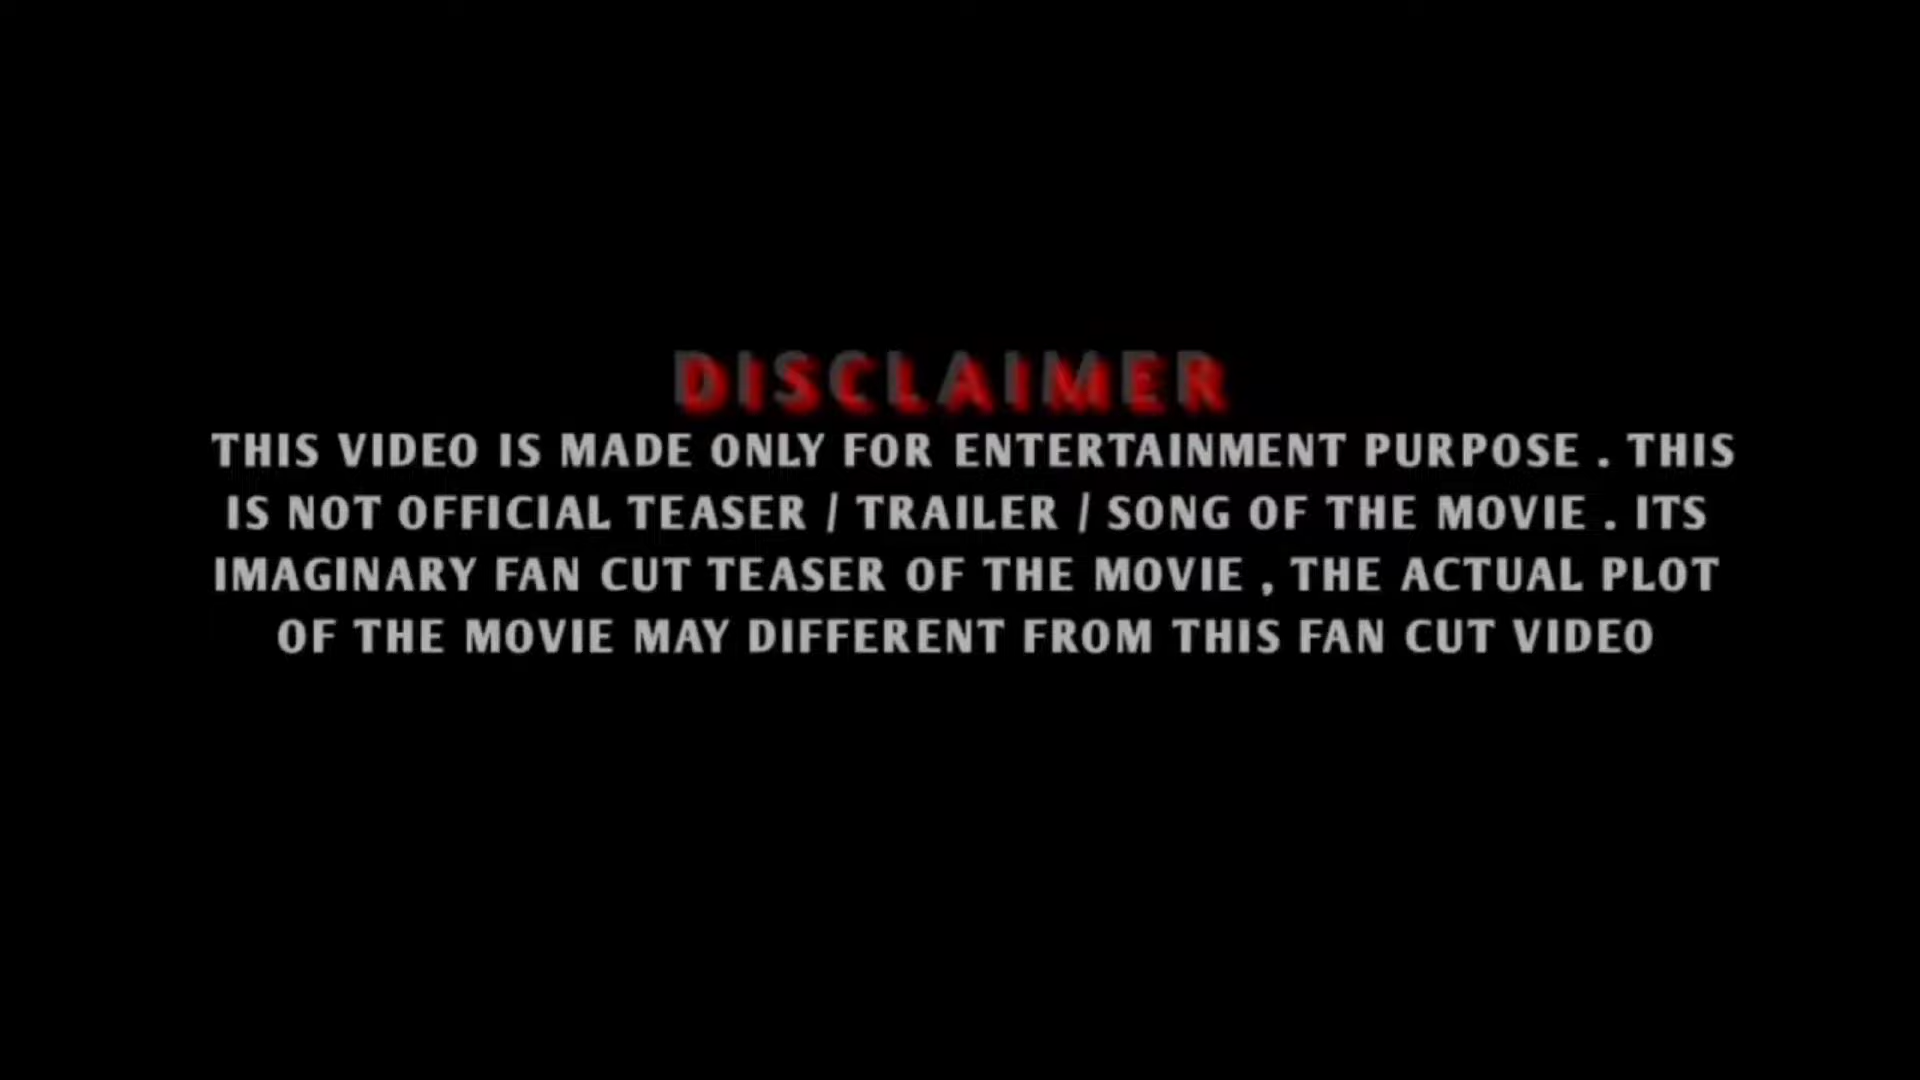 DISCLAIMER
THIS VIDEO IS MADE ONLY FOR ENTERTAINMENT PURPOSE . THIS
IS NOT OFFICIAL TEASER / TRAILER / SONG OF THE MOVIE . ITS
IMAGINARY FAN CUT TEASER OF THE MOVIE , THE ACTUAL PLOT
OF THE MOVIE MAY DIFFERENT FROM THIS FAN CUT VIDEO